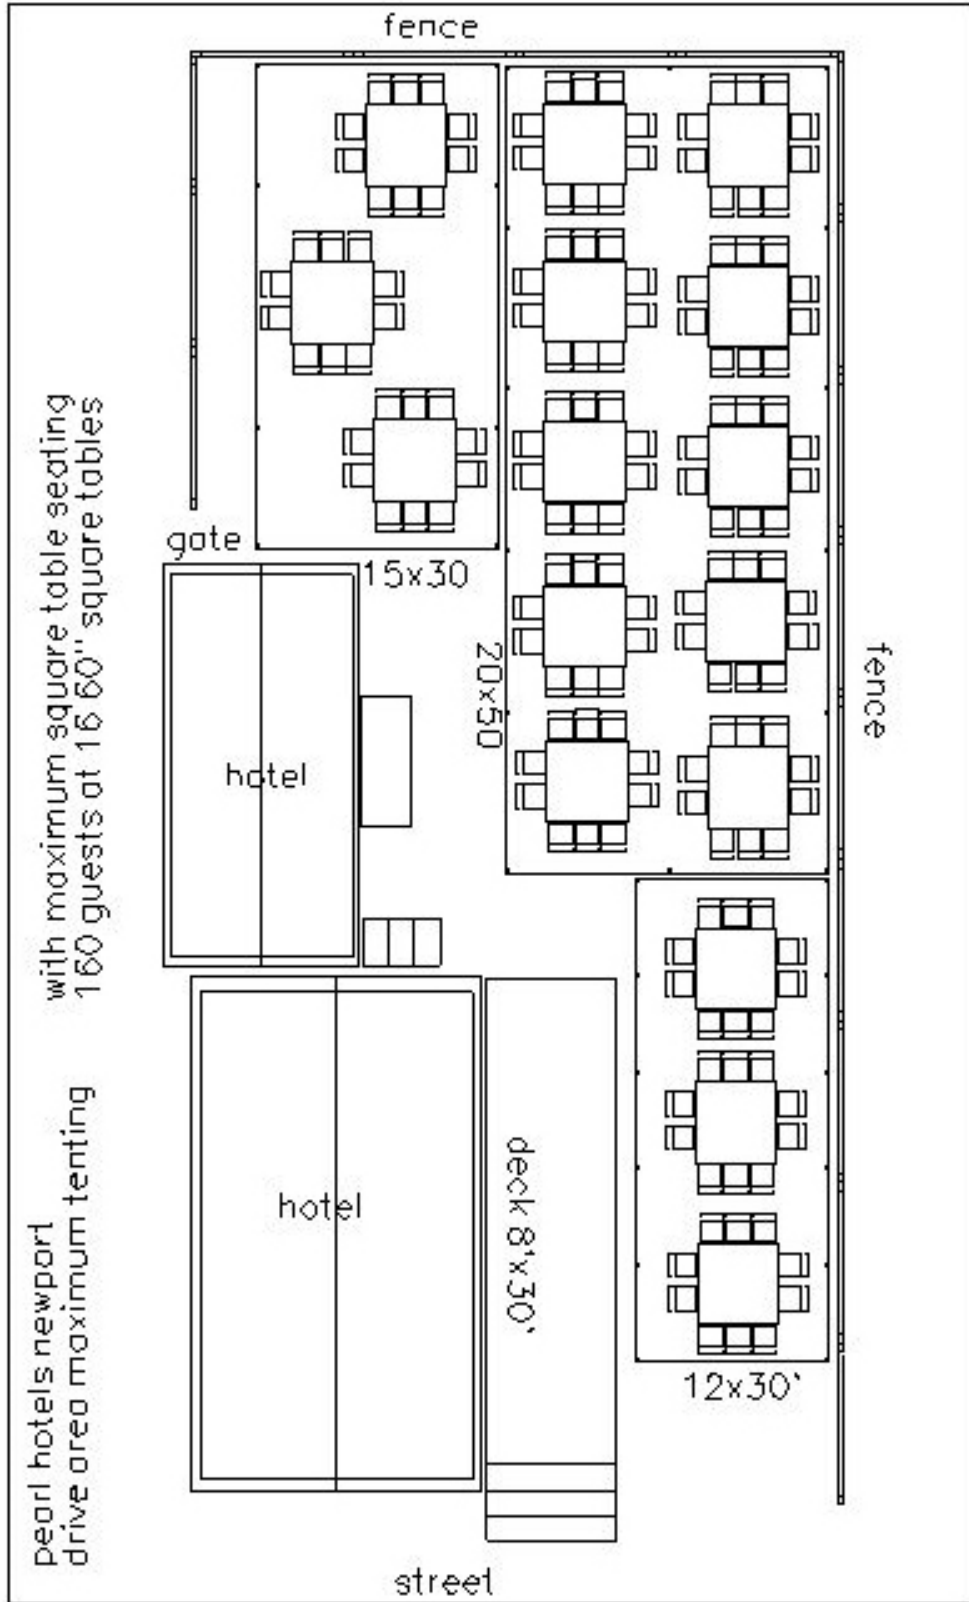 fence
gate
15x30
20x50
fence
hotel
hotel
deck 8'x30'
12x30'
street
with maximum square table seating
160 guests at 16 60" square tables
pearl hotels newport
drive area maximum tenting